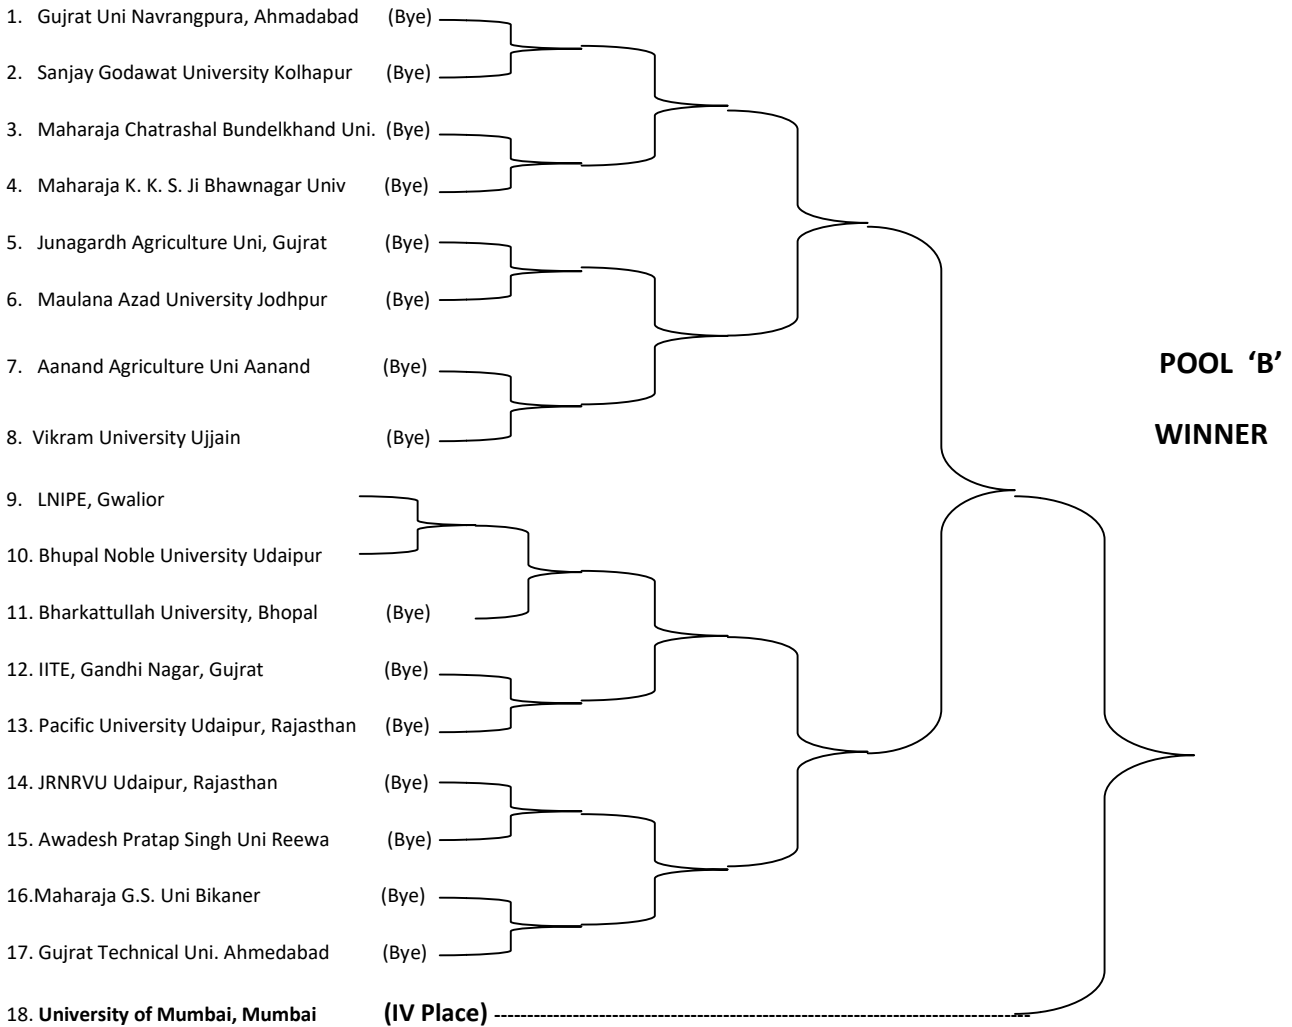 1. Gujrat Uni Navrangpura, Ahmadabad (Bye)
2. Sanjay Godawat University Kolhapur (Bye)
3. Maharaja Chatrashal Bundelkhand Uni. (Bye)
4. Maharaja K. K. S. Ji Bhawnagar Univ (Bye)
5. Junagardh Agriculture Uni, Gujrat (Bye)
6. Maulana Azad University Jodhpur (Bye)
7. Aanand Agriculture Uni Aanand (Bye)
POOL ‘B’
8. Vikram University Ujjain (Bye)
WINNER
9. LNIPE, Gwalior
10. Bhupal Noble University Udaipur
11. Bharkattullah University, Bhopal (Bye)
12. IITE, Gandhi Nagar, Gujrat (Bye)
13. Pacific University Udaipur, Rajasthan (Bye)
14. JRNRVU Udaipur, Rajasthan (Bye)
15. Awadesh Pratap Singh Uni Reewa (Bye)
16.Maharaja G.S. Uni Bikaner (Bye)
17. Gujrat Technical Uni. Ahmedabad (Bye)
18. University of Mumbai, Mumbai (IV Place)